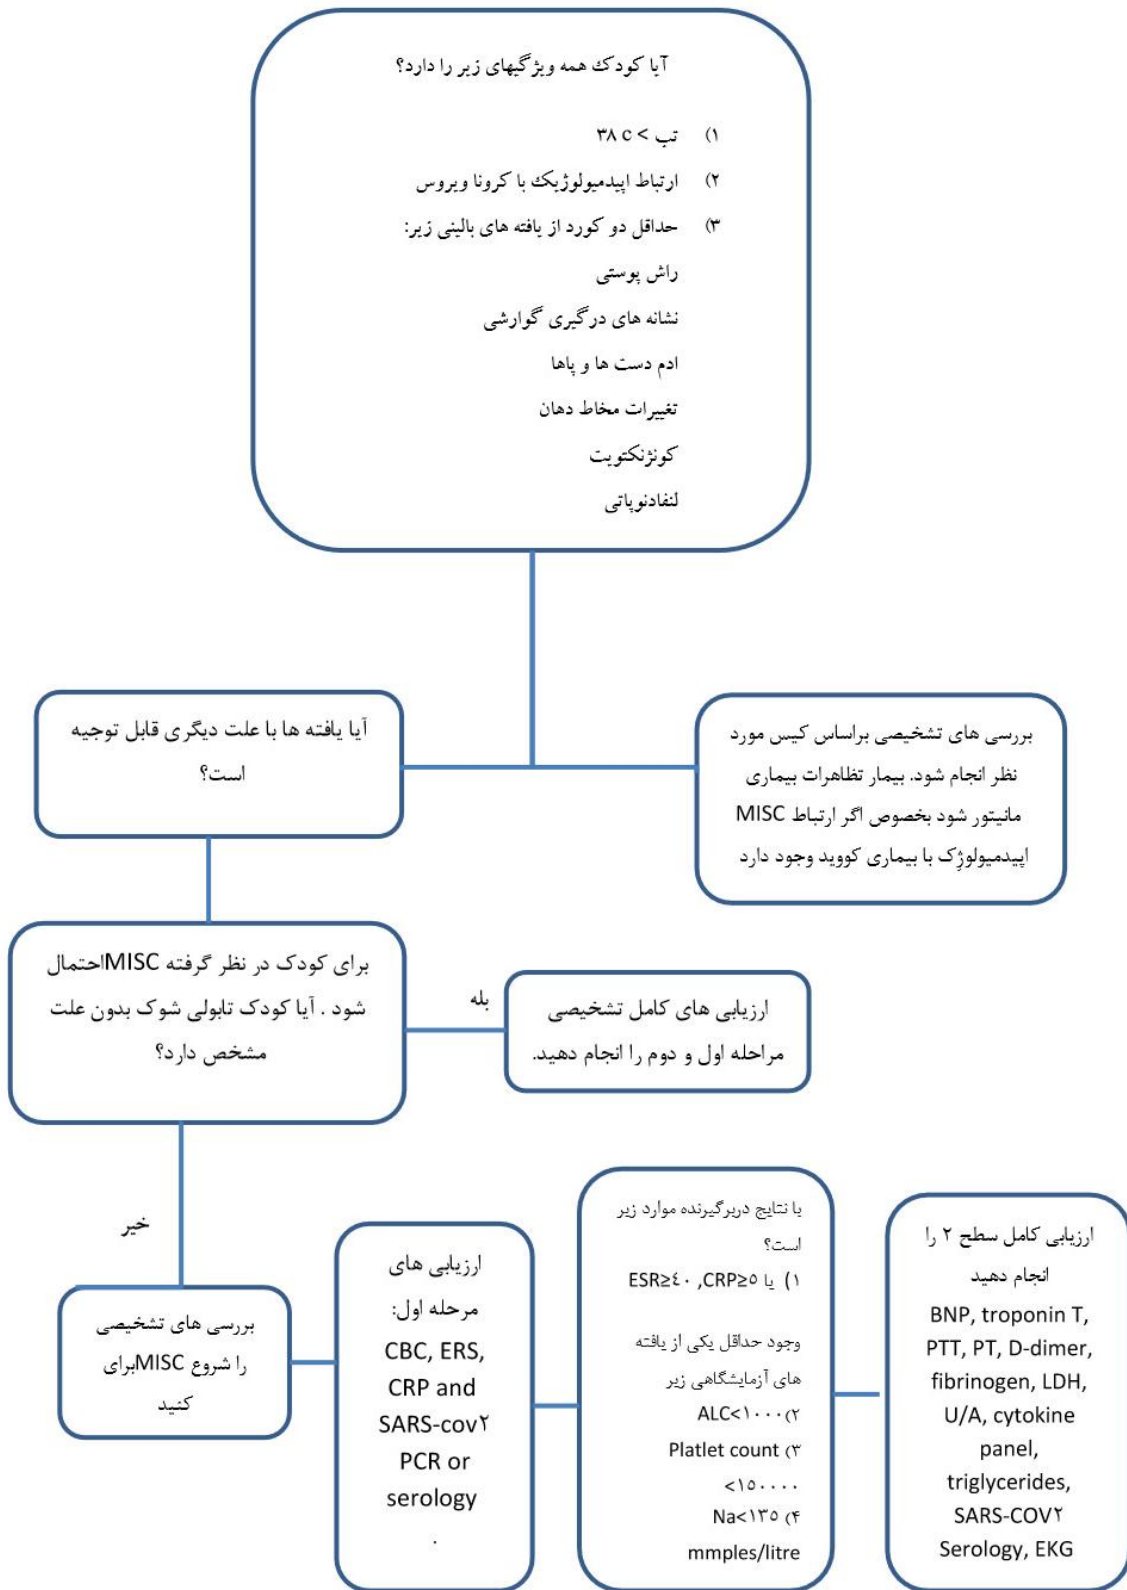 آیا کودک همه ویژگیهای زیر را دارد؟
۱) تب > ۳۸ c
۲) ارتباط اپیدمیولوژیک با کرونا ویروس
۳) حداقل دو کورد از یافته های بالینی زیر:
راش پوستی
نشانه های درگیری گوارشی
ادم دست ها و پاها
تغییرات مخاط دهان
کونژنکتویت
لنفادنوپاتی
بررسی های تشخیصی براساس کیس مورد
نظر انجام شود. بیمار تظاهرات بیماری
مانیتور شود بخصوص اگر ارتباط MISC
اپیدمیولوژِک با بیماری کووید وجود دارد
آیا یافته ها با علت دیگری قابل توجیه
است؟
برای کودک در نظر گرفته MISCاحتمال
شود . آیا کودک تابولی شوک بدون علت
مشخص دارد؟
بله
ارزیابی های کامل تشخیصی
مراحله اول و دوم را انجام دهید.
خیر
بررسی های تشخیصی
را شروع MISCبرای
کنید
ارزیابی های
مرحله اول:
CBC, ERS,
CRP and
SARS-cov۲
PCR or
serology
.
یا نتایج دربرگیرنده موارد زیر
است؟
۱) یا ESR≥٤٠ ,CRP≥٥
وجود حداقل یکی از یافته
های آزمایشگاهی زیر
۲) ALC<۱۰۰۰
۳) Platlet count
<۱۵۰۰۰۰
۴) Na<۱۳۵
mmples/litre
ارزیابی کامل سطح ۲ را
انجام دهید
BNP, troponin T,
PTT, PT, D-dimer,
fibrinogen, LDH,
U/A, cytokine
panel,
triglycerides,
SARS-COV۲
Serology, EKG